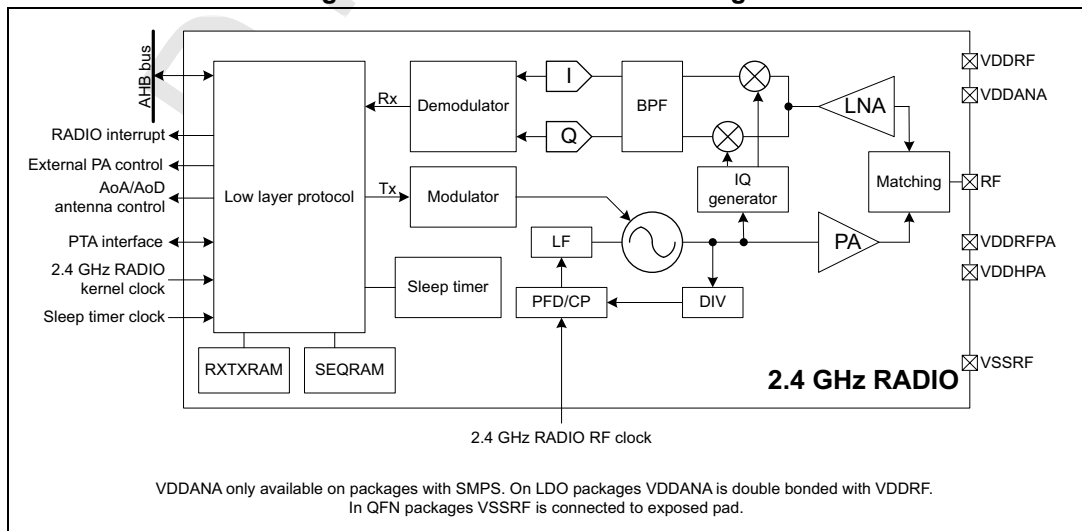 AHB bus
RADIO interrupt
External PA control
AoA/AoD
antenna control
PTA interface
2.4 GHz RADIO
kernel clock
Sleep timer clock
Low layer protocol
Rx
Tx
Demodulator
Modulator
I
Q
BPF
LNA
IQ
generator
Matching
LF
PA
Sleep timer
PFD/CP
DIV
RXTXRAM
SEQRAM
2.4 GHz RADIO
VDDRF
VDDANA
RF
VDDRFPA
VDDHPA
VSSRF
2.4 GHz RADIO RF clock
VDDANA only available on packages with SMPS. On LDO packages VDDANA is double bonded with VDDRF.
In QFN packages VSSRF is connected to exposed pad.